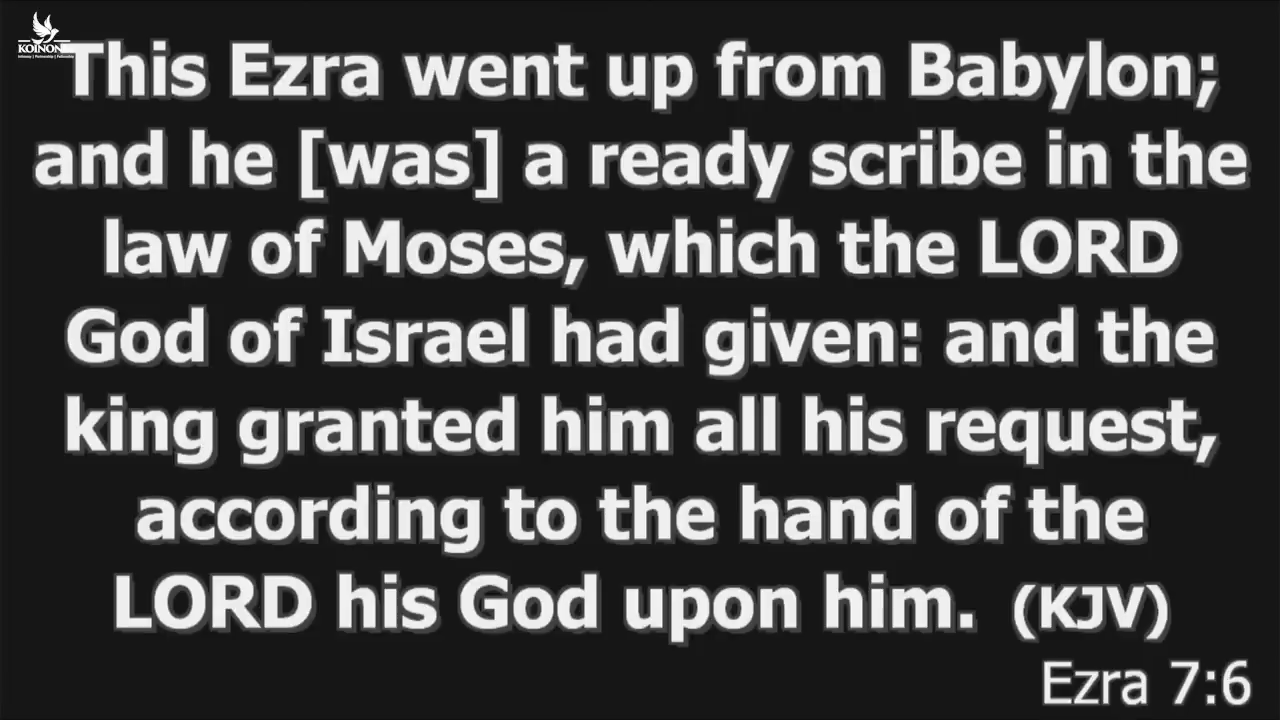 KOINONIA
This Ezra went up from Babylon;
and he [was] a ready scribe in the
law of Moses, which the LORD
God of Israel had given: and the
king granted him all his request,
according to the hand of the
LORD his God upon him. (KJV)
Ezra 7:6